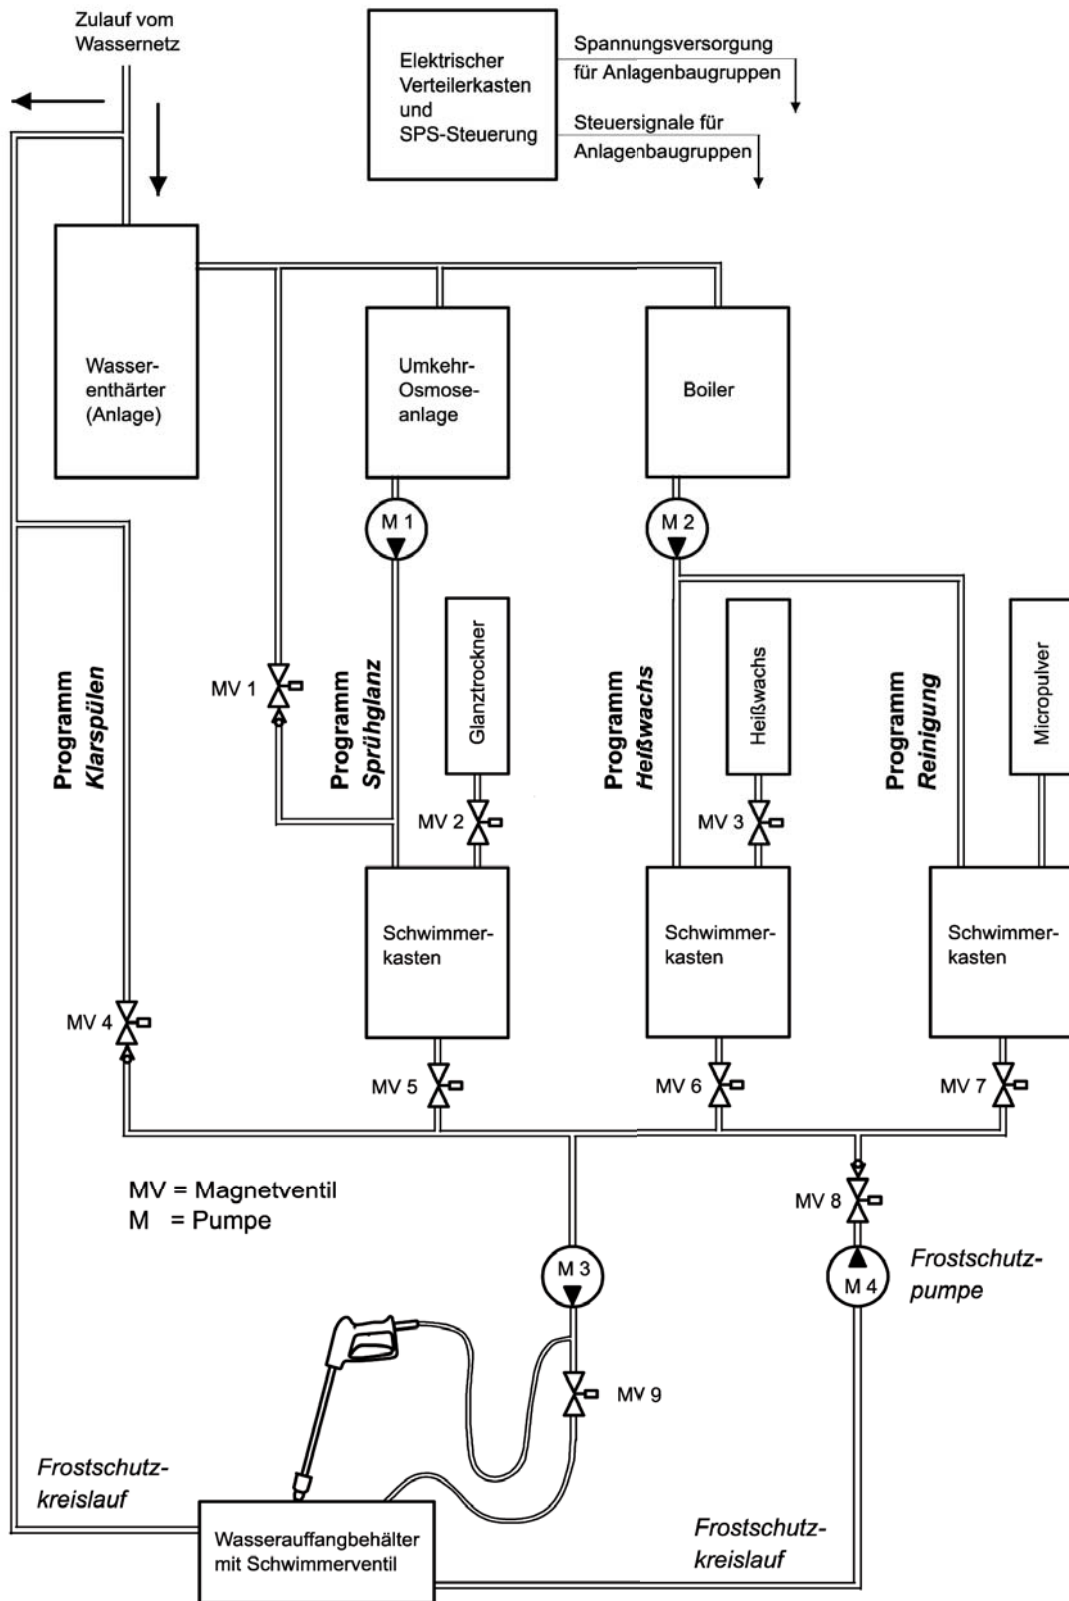 Zulauf vom
Wassernetz
Elektrischer
Verteilerkasten
und
SPS-Steuerung
Spannungsversorgung
für Anlagenbaugruppen
Steuersignale für
Anlagenbaugruppen
Wasser-
enthärter
(Anlage)
Umkehr-
Osmose-
anlage
Boiler
M 1
M 2
MV 1
Programm
Klarspülen
Programm
Sprühglanz
Glanztrockner
Programm
Heißwachs
Heißwachs
Programm
Reinigung
Micropulver
MV 2
MV 3
Schwimmer-
kasten
Schwimmer-
kasten
Schwimmer-
kasten
MV 4
MV 5
MV 6
MV 7
MV = Magnetventil
M = Pumpe
MV 8
M 3
M 4
Frostschutz-
pumpe
MV 9
Frostschutz-
kreislauf
Wasserauffangbehälter
mit Schwimmerventil
Frostschutz-
kreislauf